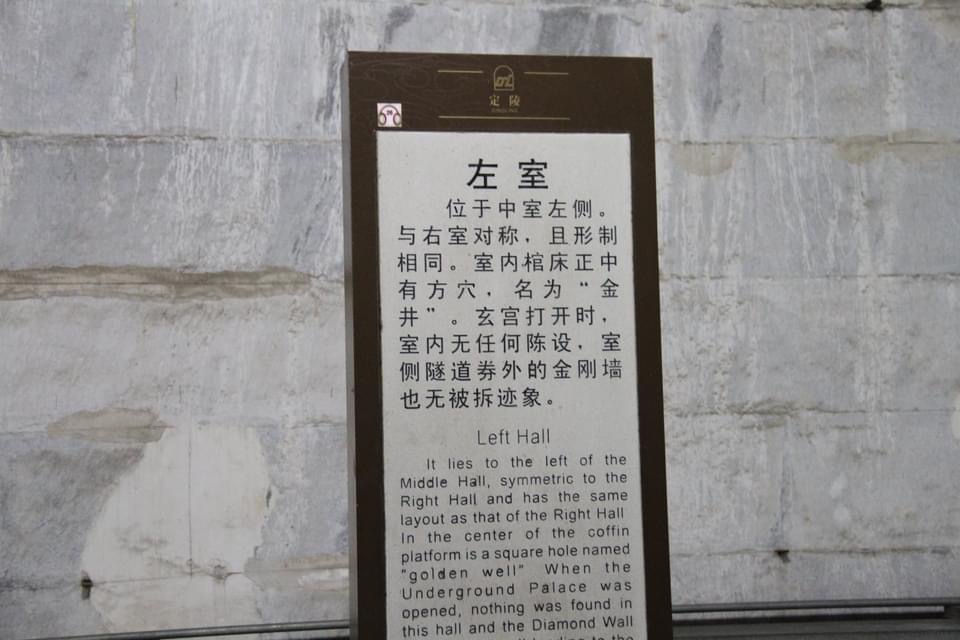 定陵
DINGLING
左室
位于中室左侧。
与右室对称，且形制
相同。室内棺床正中
有方穴，名为“金
井”。玄宫打开时，
室内无任何陈设，室
侧隧道券外的金刚墙
也无被拆迹象。
Left Hall
It lies to the left of the
Middle Hall, symmetric to the
Right Hall and has the same
layout as that of the Right Hall
In the center of the coffin
platform is a square hole named
"golden well" When the
Underground Palace was
opened, nothing was found in
this hall and the Diamond Wall